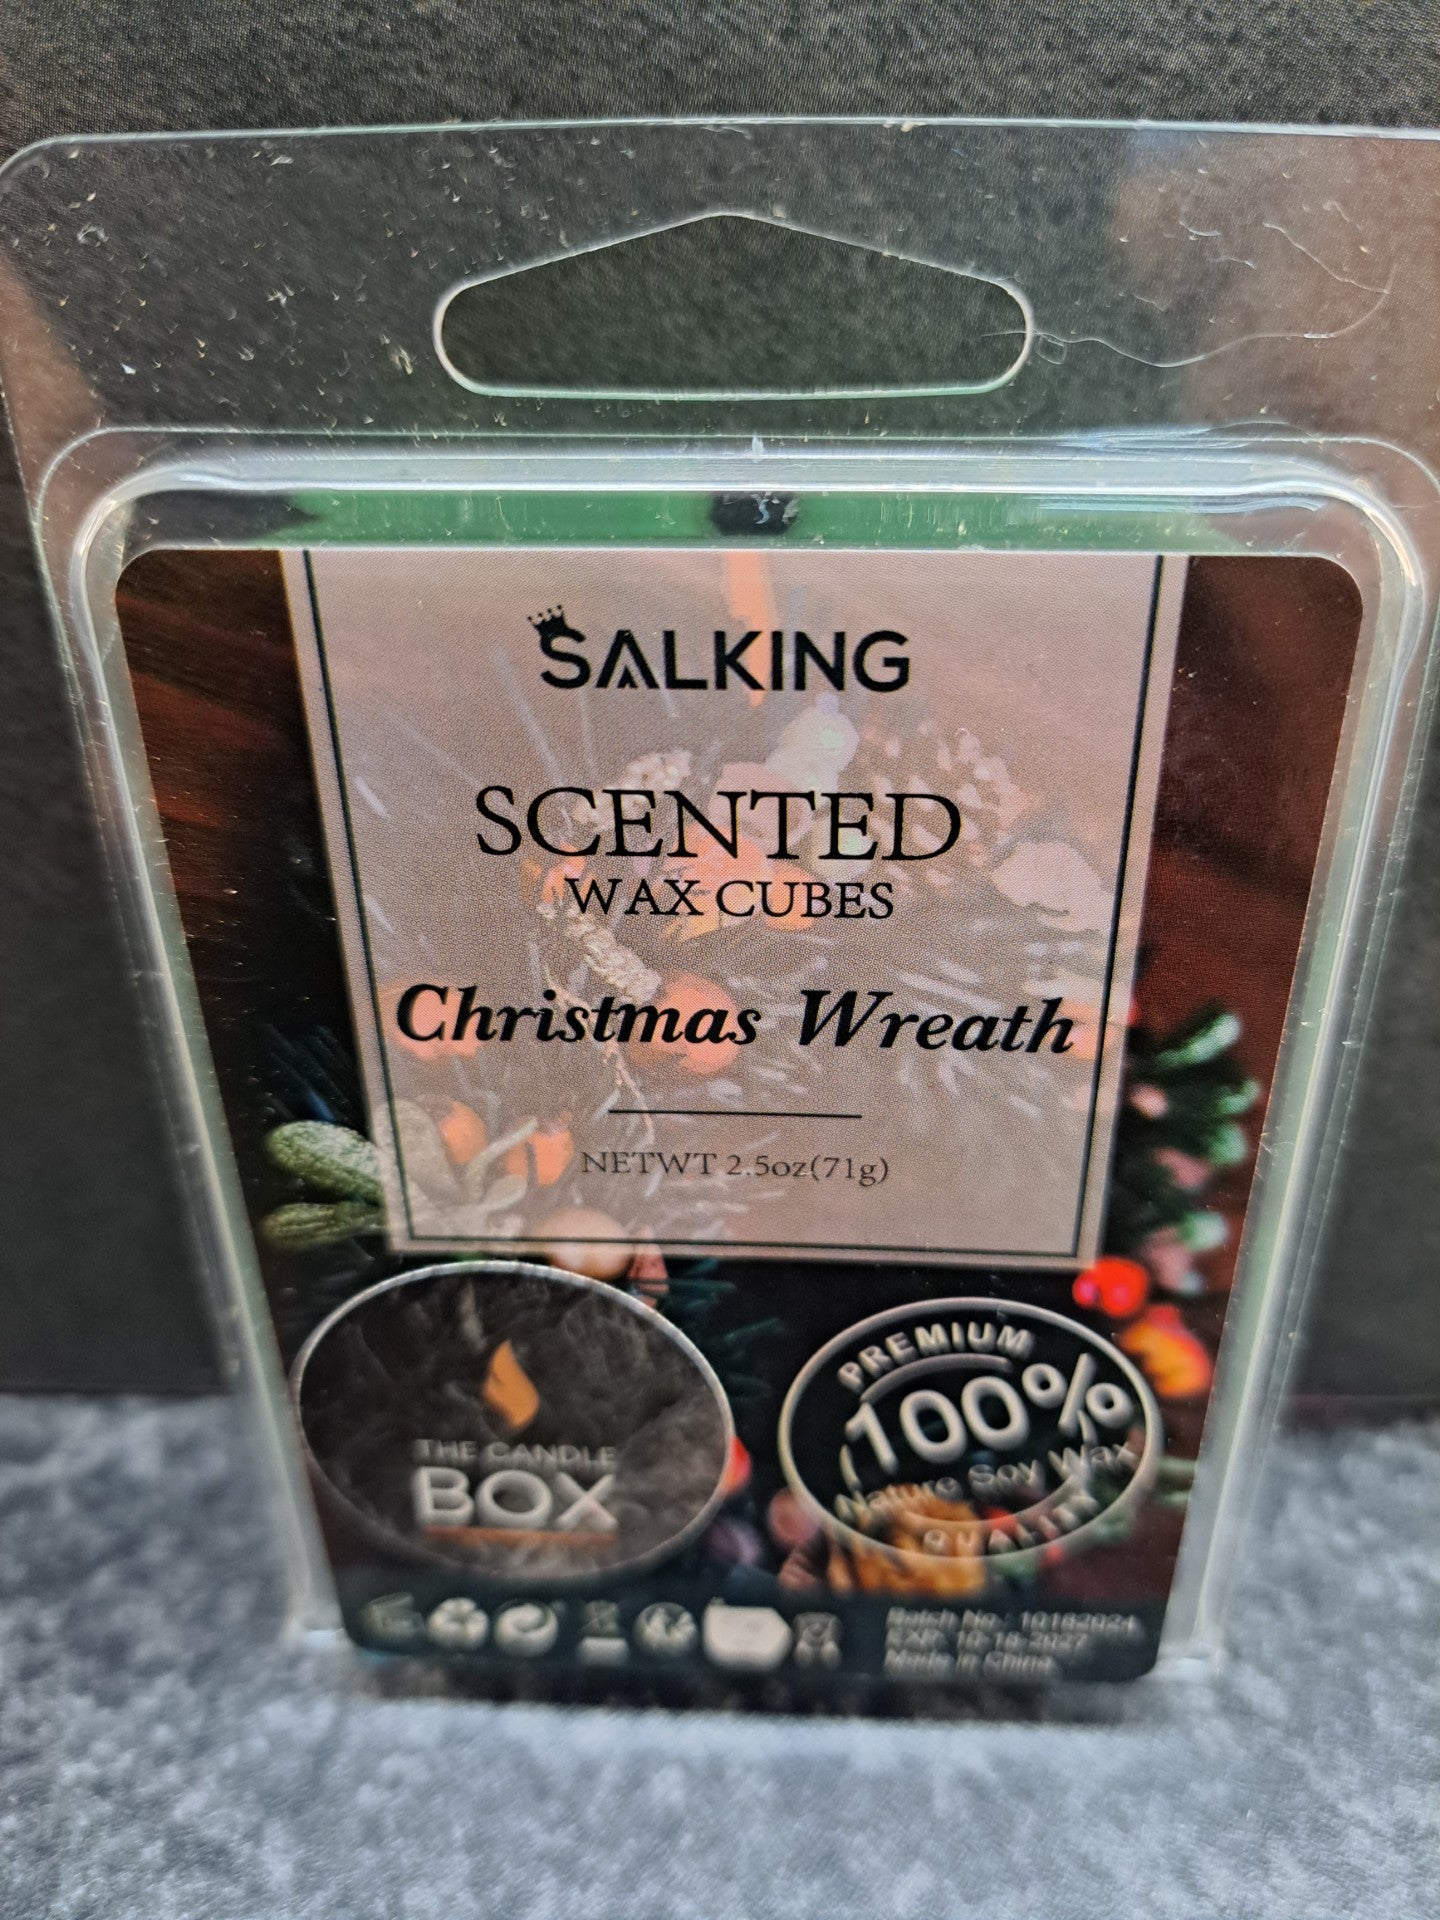 SALKING
SCENTED
WAX CUBES
Christmas Wreath
NETWT 2.5oz(71g)
THE CANDLE
BOX
PREMIUM
100%
Nature Soy Wax
QUALITY
Batch No.: 10182024
EXP: 10-18-2027
Made in China